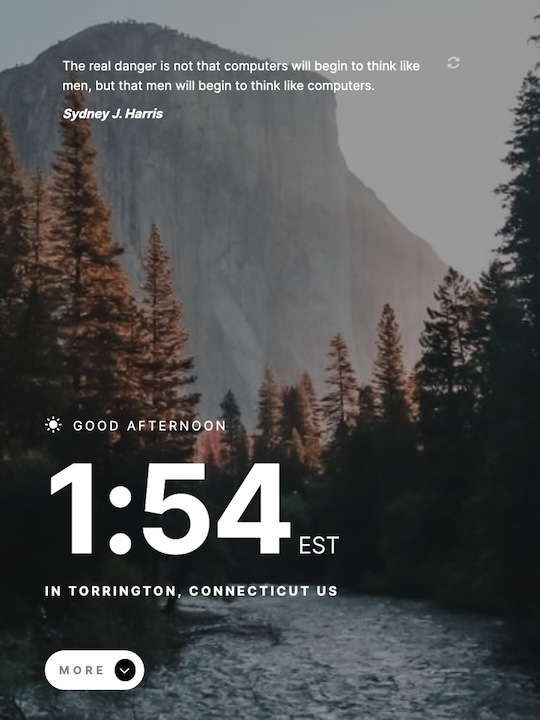 The real danger is not that computers will begin to think like
men, but that men will begin to think like computers.
Sydney J. Harris
GOOD AFTERNOON
1:54 EST
IN TORRINGTON, CONNECTICUT US
MORE